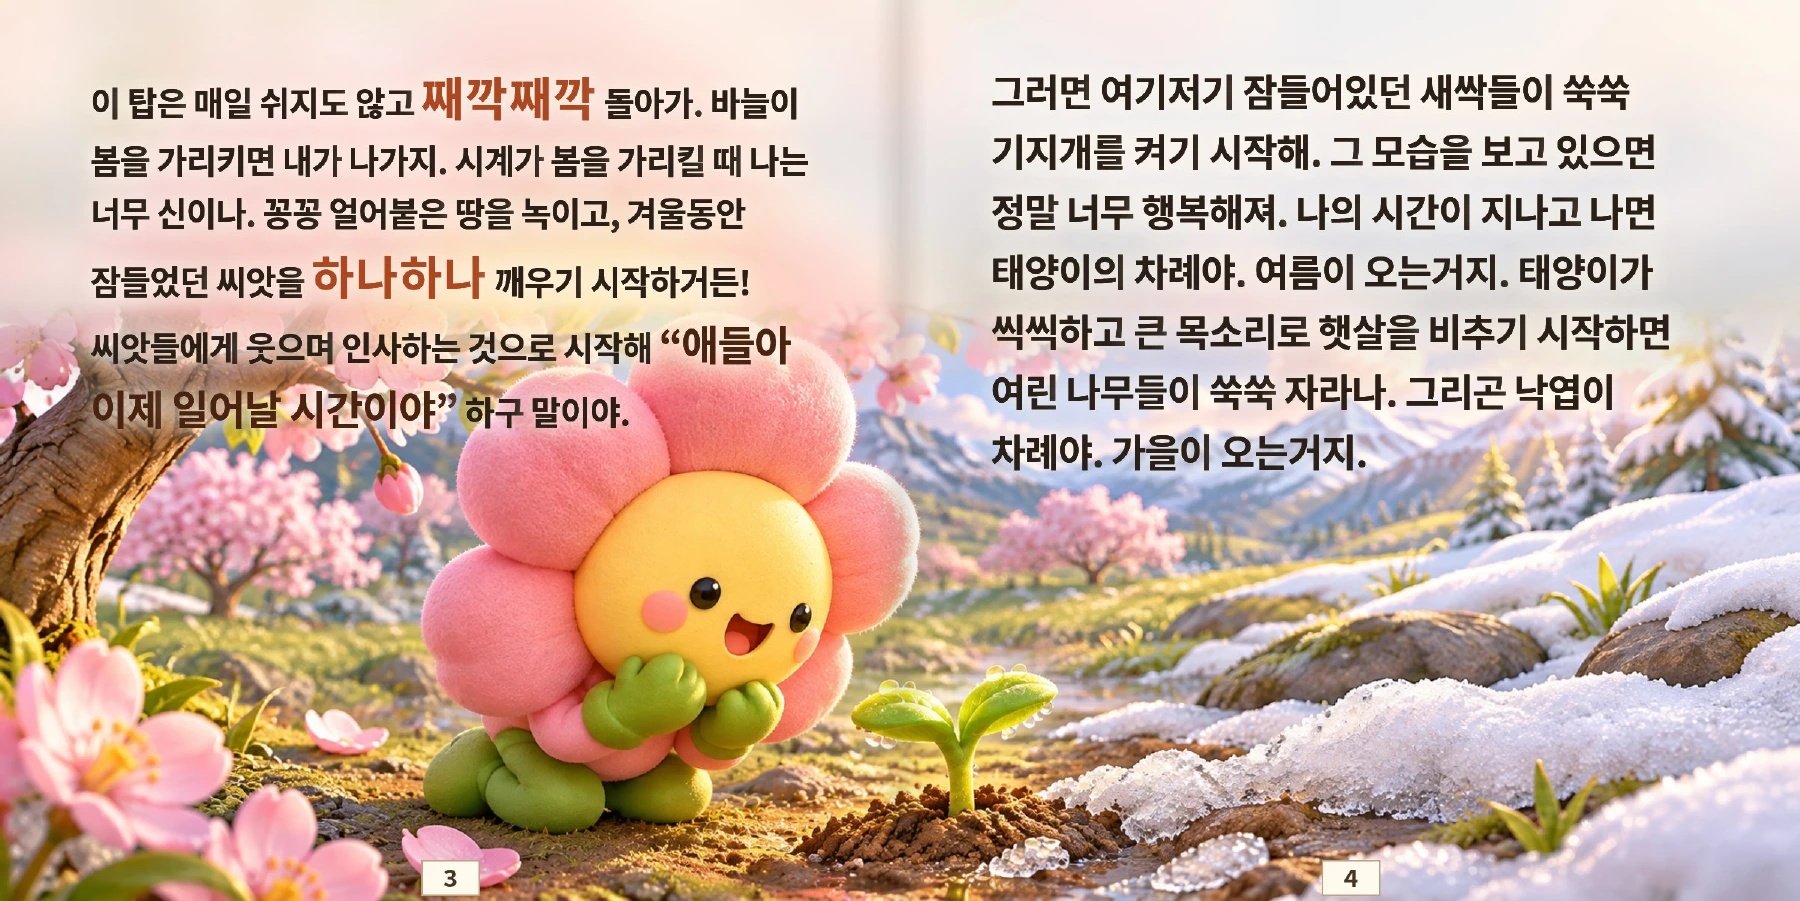 이 탑은 매일 쉬지도 않고 째깍째깍 돌아가. 바늘이
봄을 가리키면 내가 나가지. 시계가 봄을 가리킬 때 나는
너무 신이나. 꽁꽁 얼어붙은 땅을 녹이고, 겨울동안
잠들었던 씨앗을 하나하나 깨우기 시작하거든!
씨앗들에게 웃으며 인사하는 것으로 시작해 “애들아
이제 일어날 시간이야” 하구 말이야.
3
그러면 여기저기 잠들어있던 새싹들이 쑥쑥
기지개를 켜기 시작해. 그 모습을 보고 있으면
정말 너무 행복해져. 나의 시간이 지나고 나면
태양이의 차례야. 여름이 오는거지. 태양이가
씩씩하고 큰 목소리로 햇살을 비추기 시작하면
여린 나무들이 쑥쑥 자라나. 그리곤 낙엽이
차례야. 가을이 오는거지.
4